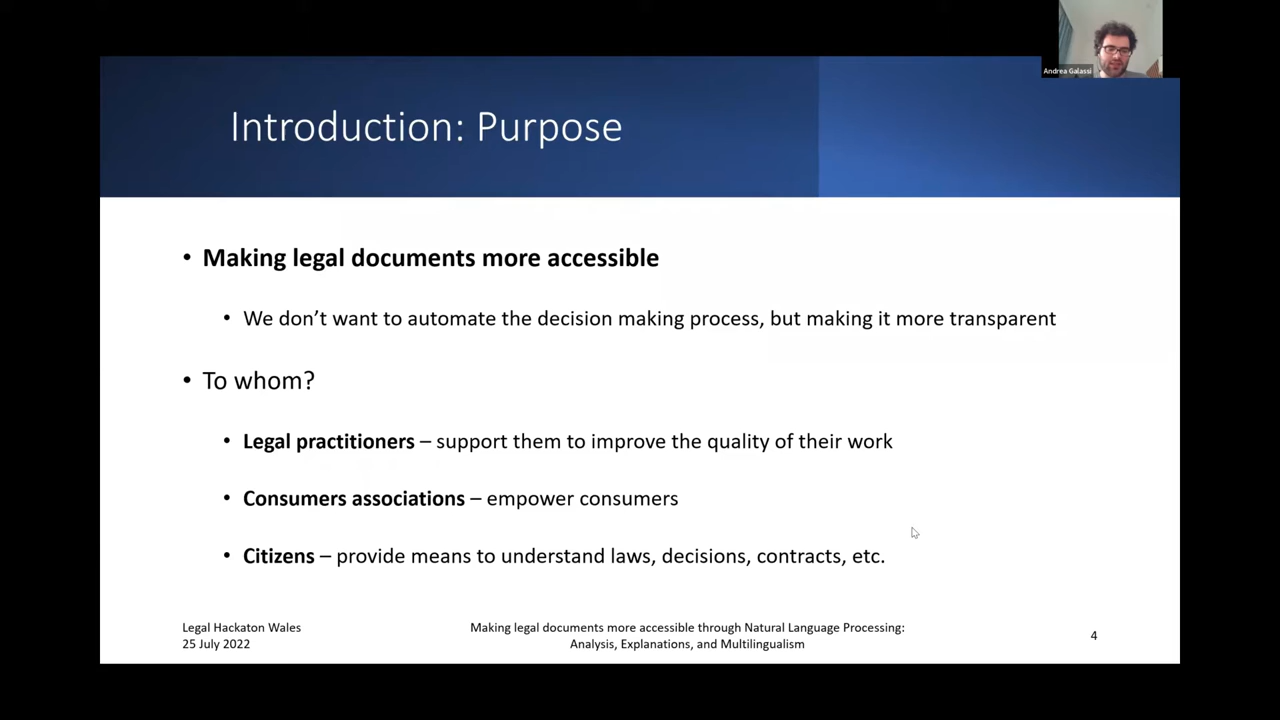 Andrea Galassi
Introduction: Purpose
• Making legal documents more accessible
• We don’t want to automate the decision making process, but making it more transparent
• To whom?
• Legal practitioners – support them to improve the quality of their work
• Consumers associations – empower consumers
• Citizens – provide means to understand laws, decisions, contracts, etc.
Legal Hackaton Wales
25 July 2022
Making legal documents more accessible through Natural Language Processing:
Analysis, Explanations, and Multilingualism
4